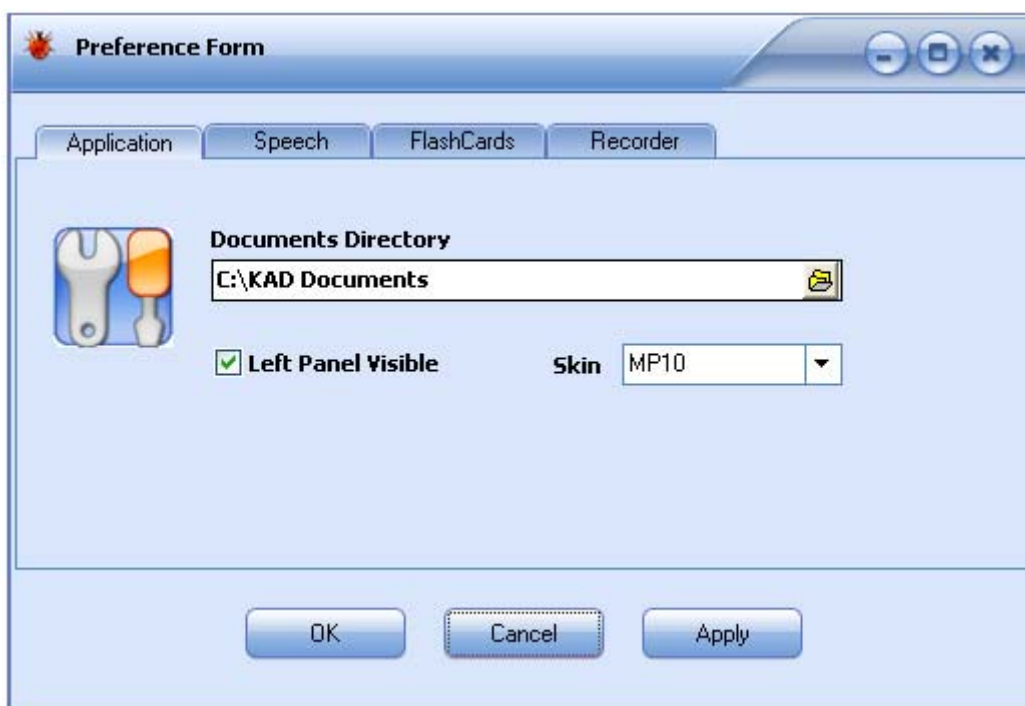 Preference Form
Application Speech FlashCards Recorder
Documents Directory
C:\KAD Documents
Left Panel Visible Skin MP10
OK Cancel Apply